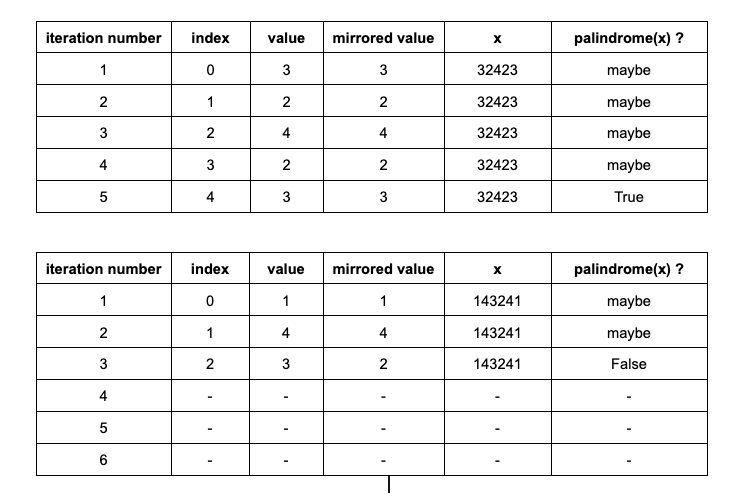 iteration number index value mirrored value x palindrome(x) ?
1 0 3 3 32423 maybe
2 1 2 2 32423 maybe
3 2 4 4 32423 maybe
4 3 2 2 32423 maybe
5 4 3 3 32423 True
iteration number index value mirrored value x palindrome(x) ?
1 0 1 1 143241 maybe
2 1 4 4 143241 maybe
3 2 3 2 143241 False
4 - - - - -
5 - - - - -
6 - - - - -